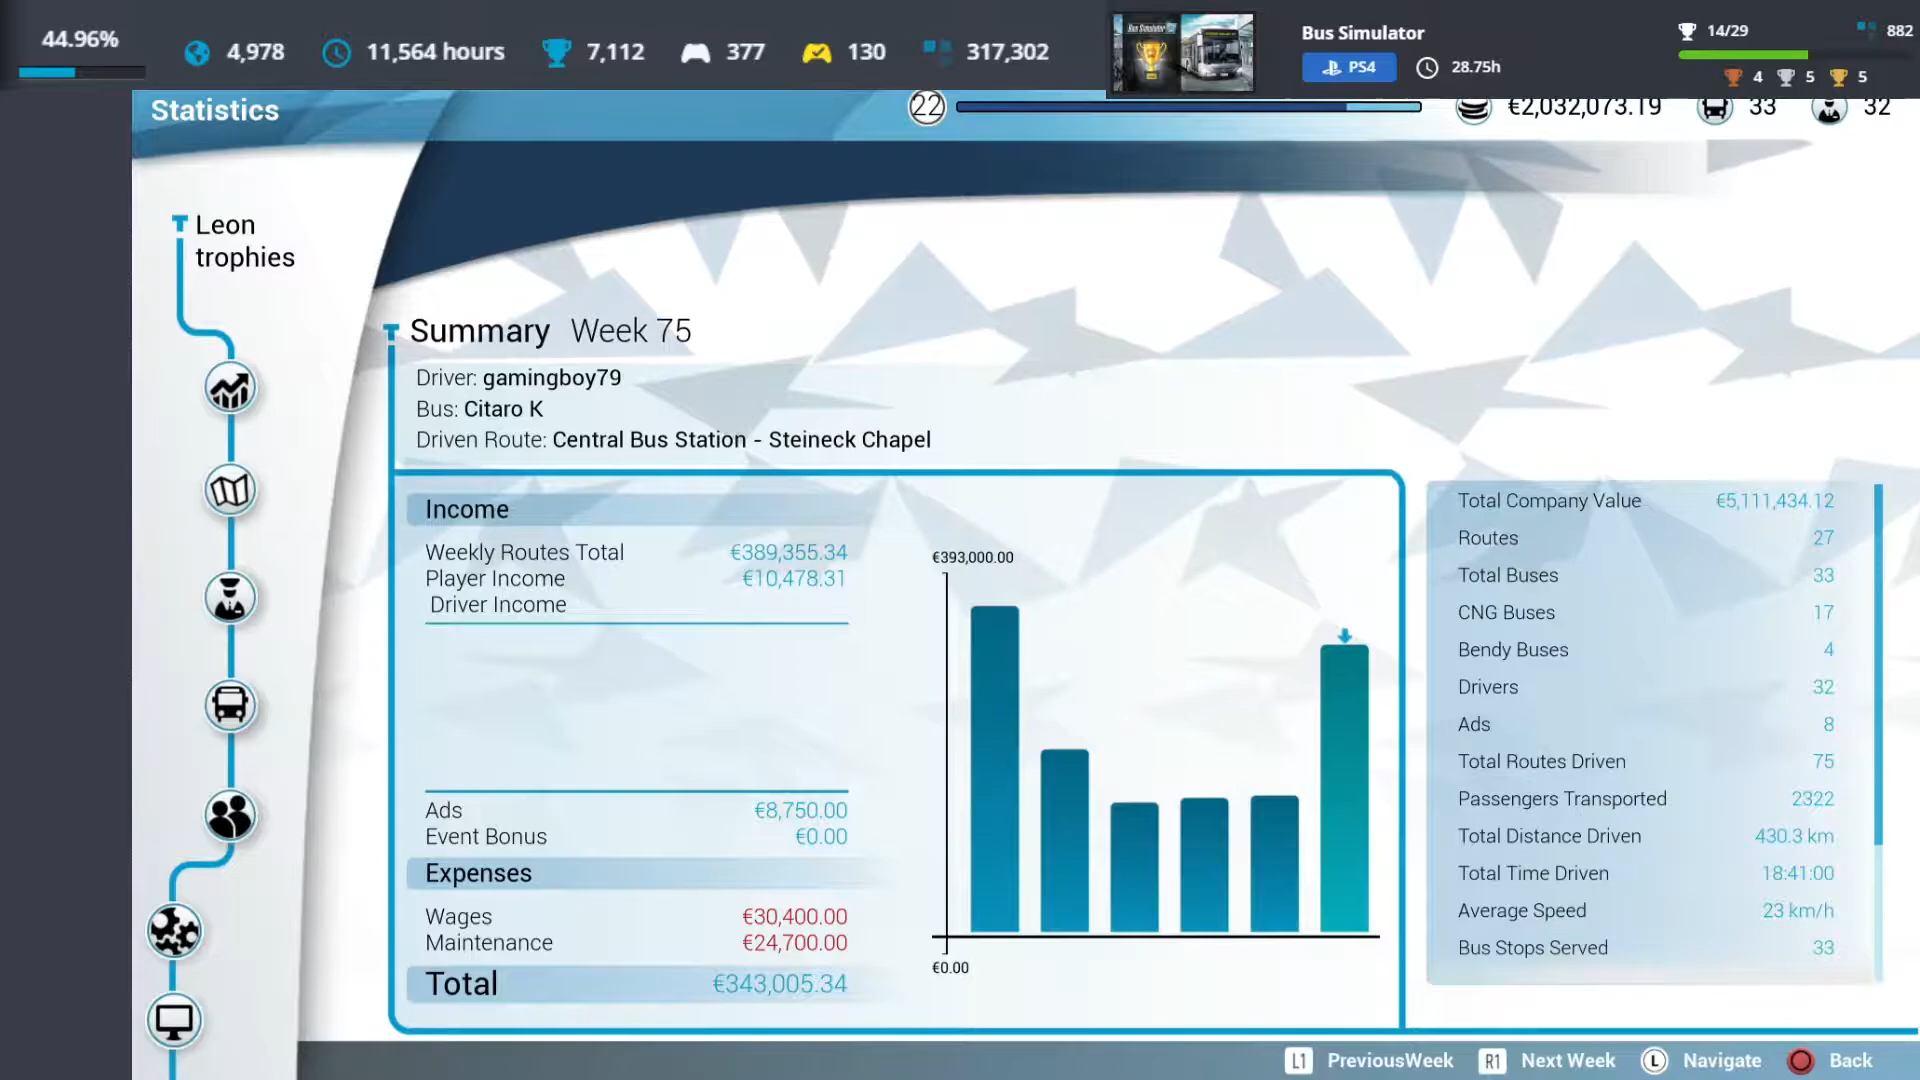 44.96%
4,978
11,564 hours
7,112
377
130
317,302
Bus Simulator
Bus Simulator
PS4
28.75h
14/29
882
4
5
5
Statistics
22
€2,032,073.19
33
32
Leon
trophies
Summary Week 75
Driver: gamingboy79
Bus: Citaro K
Driven Route: Central Bus Station - Steineck Chapel
Income
Weekly Routes Total €389,355.34
Player Income €10,478.31
Driver Income
Ads €8,750.00
Event Bonus €0.00
Expenses
Wages €30,400.00
Maintenance €24,700.00
Total €343,005.34
€393,000.00
€0.00
Total Company Value €5,111,434.12
Routes 27
Total Buses 33
CNG Buses 17
Bendy Buses 4
Drivers 32
Ads 8
Total Routes Driven 75
Passengers Transported 2322
Total Distance Driven 430.3 km
Total Time Driven 18:41:00
Average Speed 23 km/h
Bus Stops Served 33
L1 PreviousWeek R1 Next Week L Navigate Back